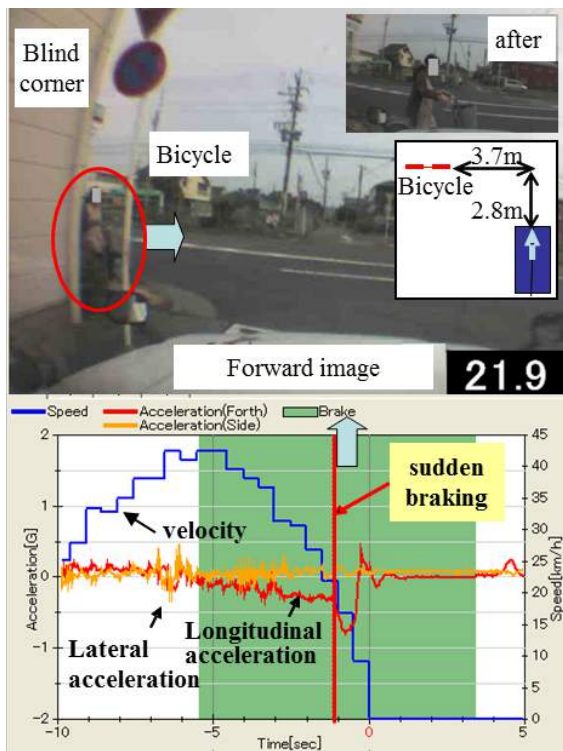 Blind
corner
after
Bicycle
3.7m
Bicycle
2.8m
Forward image
21.9
Speed
Acceleration(Forth)
Brake
Acceleration(Side)
2
45
40
sudden
braking
1
35
velocity
30
Acceleration[G]
0
25
Speed[km/h]
20
Longitudinal
acceleration
Lateral
acceleration
-1
15
10
5
-2
0
-10
-5
0
5
Time[sec]